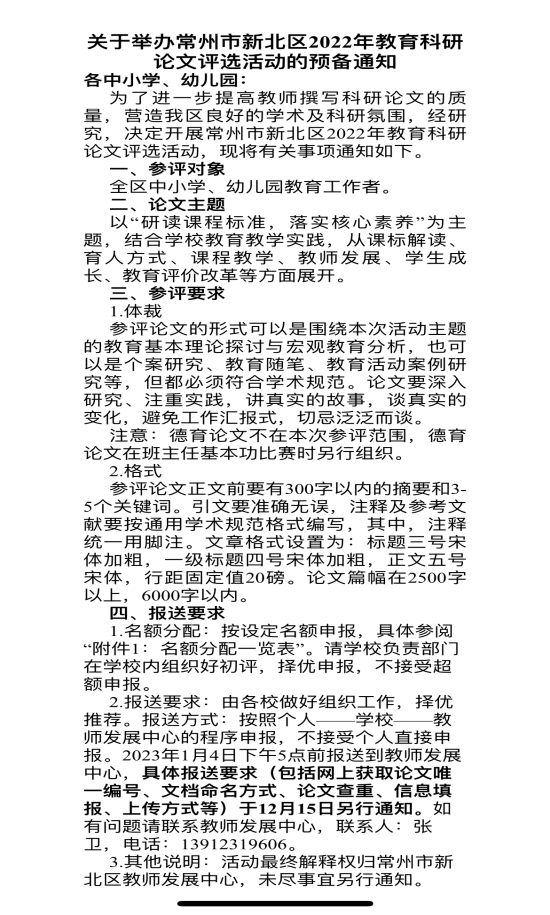 关于举办常州市新北区2022年教育科研
论文评选活动的预备通知
各中小学、幼儿园：
为了进一步提高教师撰写科研论文的质
量，营造我区良好的学术及科研氛围，经研
究，决定开展常州市新北区2022年教育科研
论文评选活动，现将有关事项通知如下。
一、参评对象
全区中小学、幼儿园教育工作者。
二、论文主题
以“研读课程标准，落实核心素养”为主
题，结合学校教育教学实践，从课标解读、
育人方式、课程教学、教师发展、学生成
长、教育评价改革等方面展开。
三、参评要求
1.体裁
参评论文的形式可以是围绕本次活动主题
的教育基本理论探讨与宏观教育分析，也可
以是个案研究、教育随笔、教育活动案例研
究等，但都必须符合学术规范。论文要深入
研究、注重实践，讲真实的故事，谈真实的
变化，避免工作汇报式，切忌泛泛而谈。
注意：德育论文不在本次参评范围，德育
论文在班主任基本功比赛时另行组织。
2.格式
参评论文正文前要有300字以内的摘要和3-
5个关键词。引文要准确无误，注释及参考文
献要按通用学术规范格式编写，其中，注释
统一用脚注。文章格式设置为：标题三号宋
体加粗，一级标题四号宋体加粗，正文五号
宋体，行距固定值20磅。论文篇幅在2500字
以上，6000字以内。
四、报送要求
1.名额分配：按设定名额申报，具体参阅
“附件1：名额分配一览表”。请学校负责部门
在学校内组织好初评，择优申报，不接受超
额申报。
2.报送要求：由各校做好组织工作，择优
推荐。报送方式：按照个人——学校——教
师发展中心的程序申报，不接受个人直接申
报。2023年1月4日下午5点前报送到教师发展
中心，具体报送要求（包括网上获取论文唯
一编号、文档命名方式、论文查重、信息填
报、上传方式等）于12月15日另行通知。如
有问题请联系教师发展中心，联系人：张
卫，电话：13912319606。
3.其他说明：活动最终解释权归常州市新
北区教师发展中心，未尽事宜另行通知。